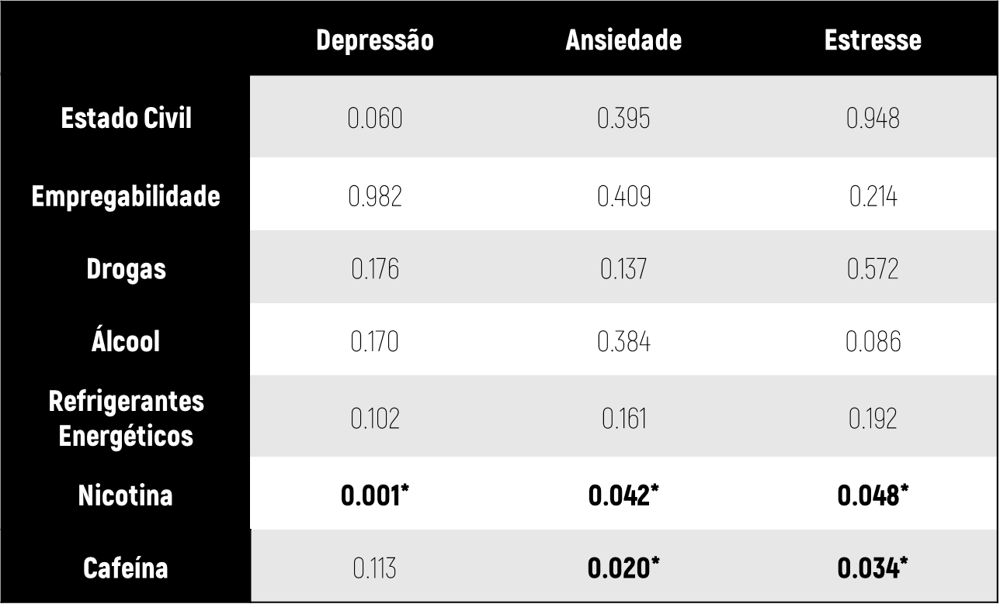 Depressão Ansiedade Estresse
Estado Civil 0.060 0.395 0.948
Empregabilidade 0.982 0.409 0.214
Drogas 0.176 0.137 0.572
Álcool 0.170 0.384 0.086
Refrigerantes
Energéticos 0.102 0.161 0.192
Nicotina 0.001* 0.042* 0.048*
Cafeína 0.113 0.020* 0.034*